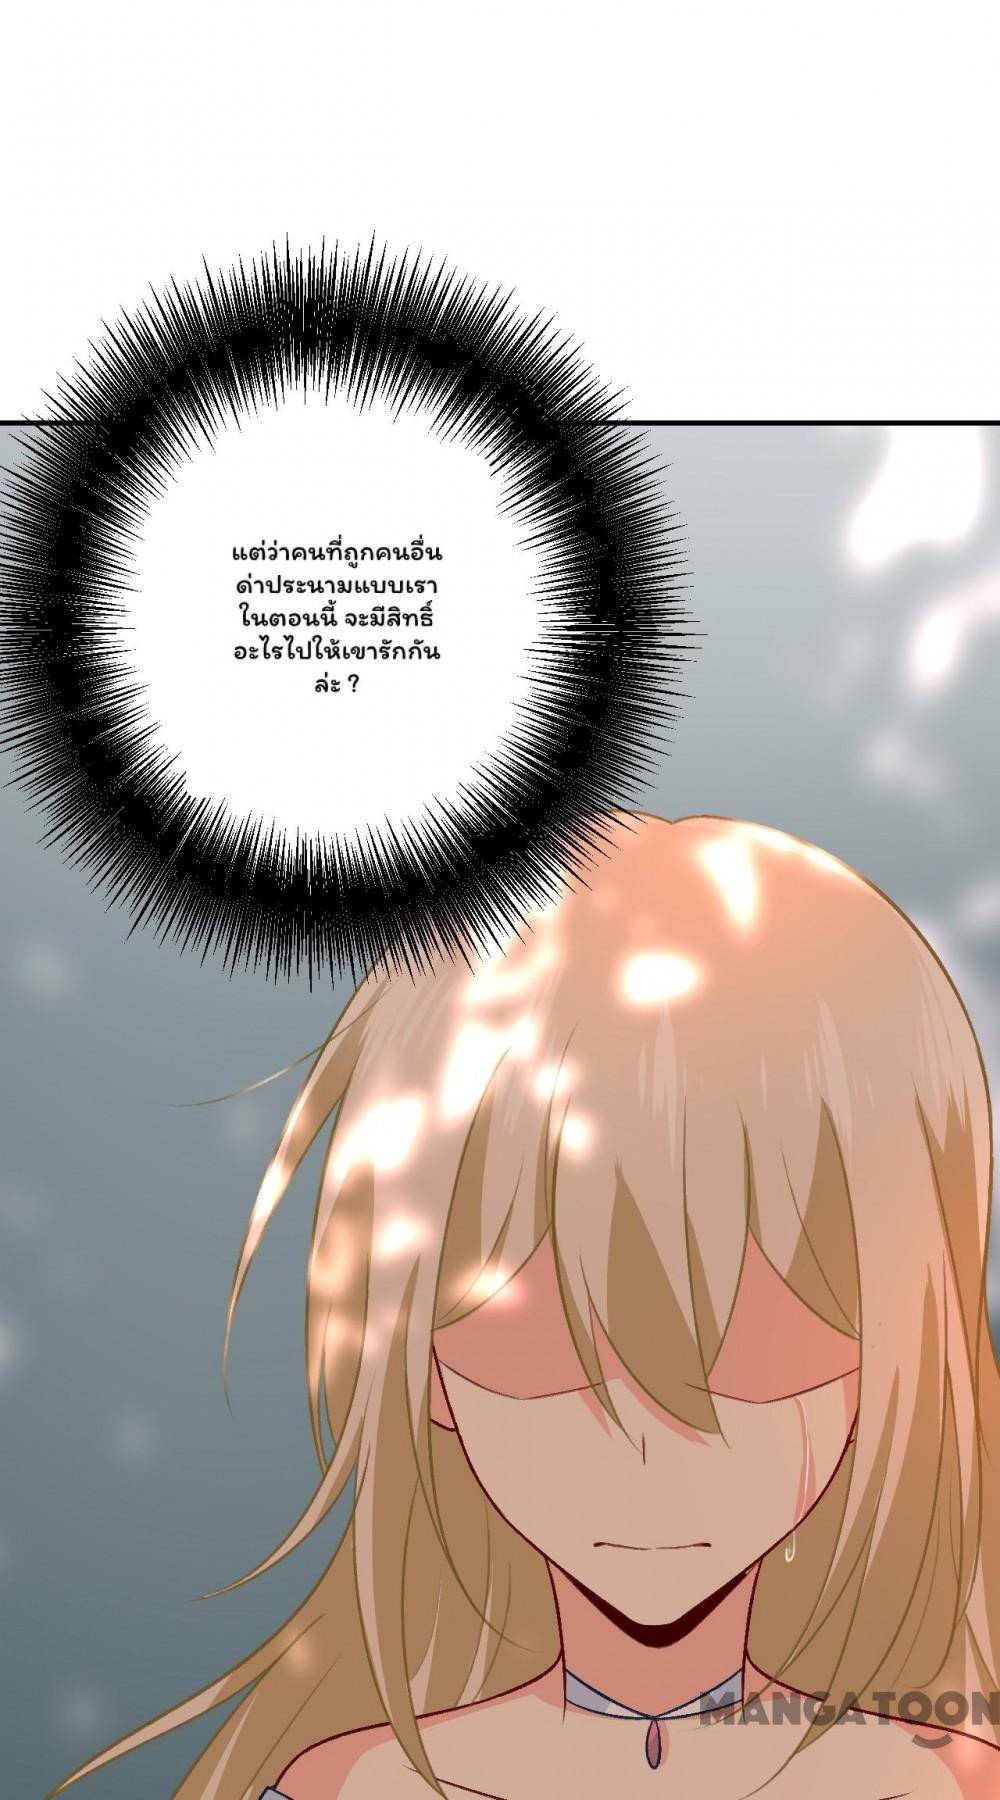 แต่ว่าคนที่ถูกคนอื่น
ด่าประนามแบบเรา
ในตอนนี้ จะมีสิทธิ์
อะไรไปให้เขารักกัน
ล่ะ ?
MANGATOON